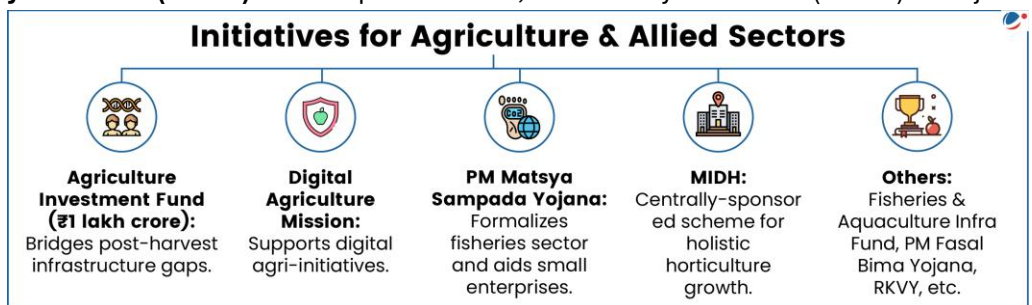 Initiatives for Agriculture & Allied Sectors
Co2
Agriculture
Investment Fund
(₹1 lakh crore):
Bridges post-harvest
infrastructure gaps.
Digital
Agriculture
Mission:
Supports digital
agri-initiatives.
PM Matsya
Sampada Yojana:
Formalizes
fisheries sector
and aids small
enterprises.
MIDH:
Centrally-sponsor
ed scheme for
holistic
horticulture
growth.
Others:
Fisheries &
Aquaculture Infra
Fund, PM Fasal
Bima Yojana,
RKVY, etc.